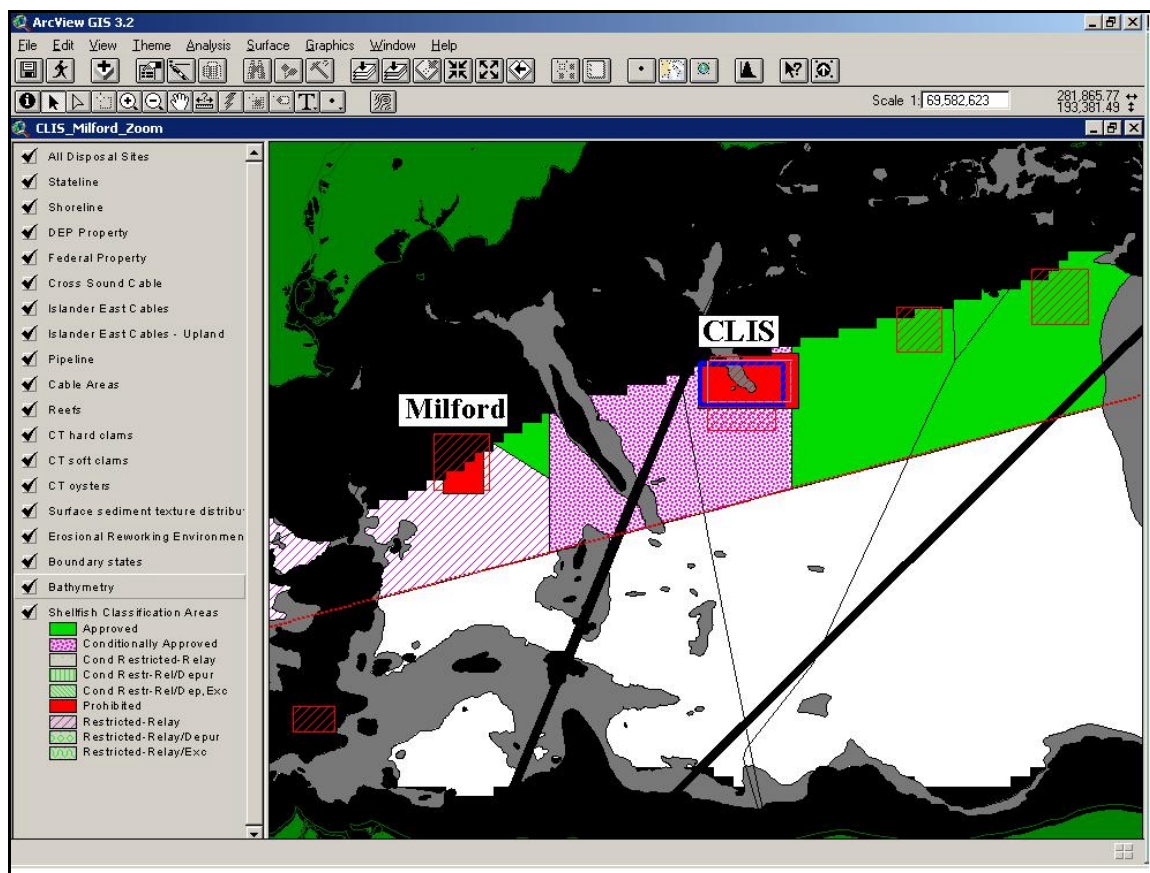 ArcView GIS 3.2
File Edit View Theme Analysis Surface Graphics Window Help
Scale 1: 69,582,623
281,865.77
193,381.49
CLIS_Milford_Zoom
All Disposal Sites
Stateline
Shoreline
DEP Property
Federal Property
Cross Sound Cable
Islander East Cables
Islander East Cables - Upland
Pipeline
Cable Areas
Reefs
CT hard clams
CT soft clams
CT oysters
Surface sediment texture distribu
Erosional Reworking Environmen
Boundary states
Bathymetry
Shellfish Classification Areas
Approved
Conditionally Approved
Cond Restricted-Relay
Cond Restr-Rel/Depur
Cond Restr-Rel/Dep,Exc
Prohibited
Restricted-Relay
Restricted-Relay/Depur
Restricted-Relay/Exc
CLIS
Milford